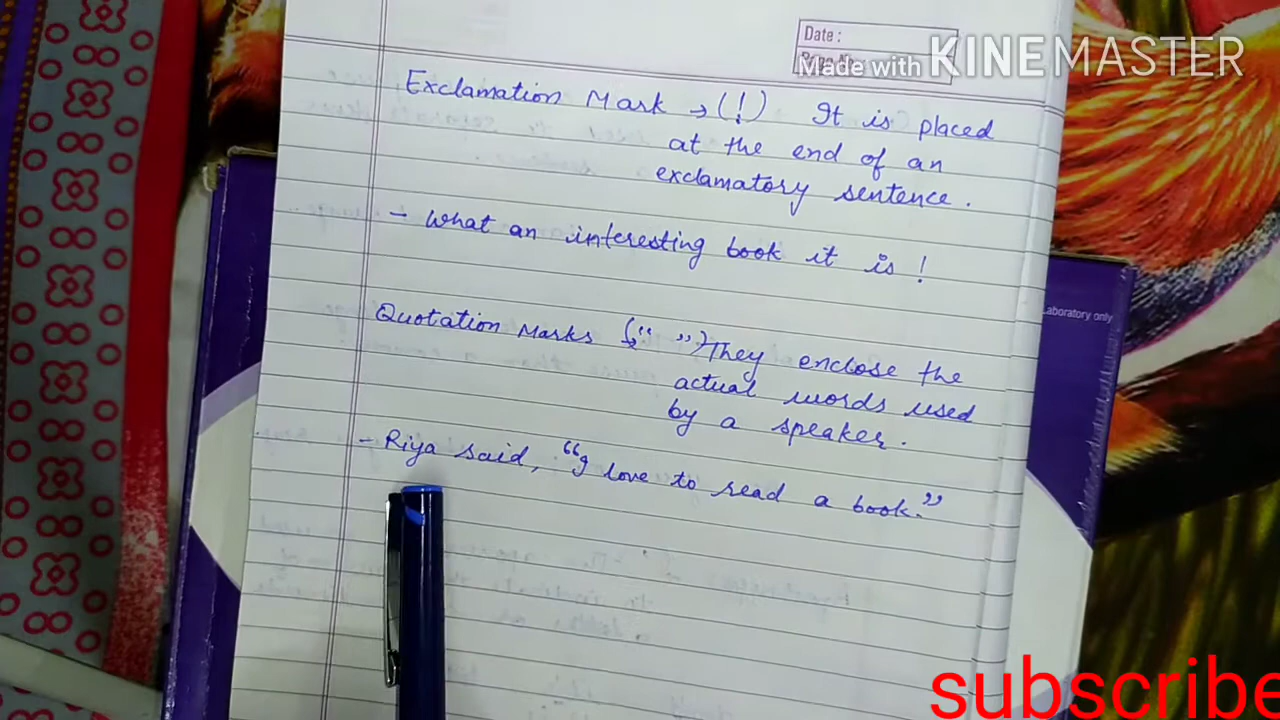 Date :
Made with KINEMASTER
Exclamation Mark → (!) It is placed
at the end of an
exclamatory sentence.
- What an interesting book it is !
Laboratory only
Quotation Marks (“ ”) → They enclose the
actual words used
by a speaker.
- Riya said, “I love to read a book.”
subscribe